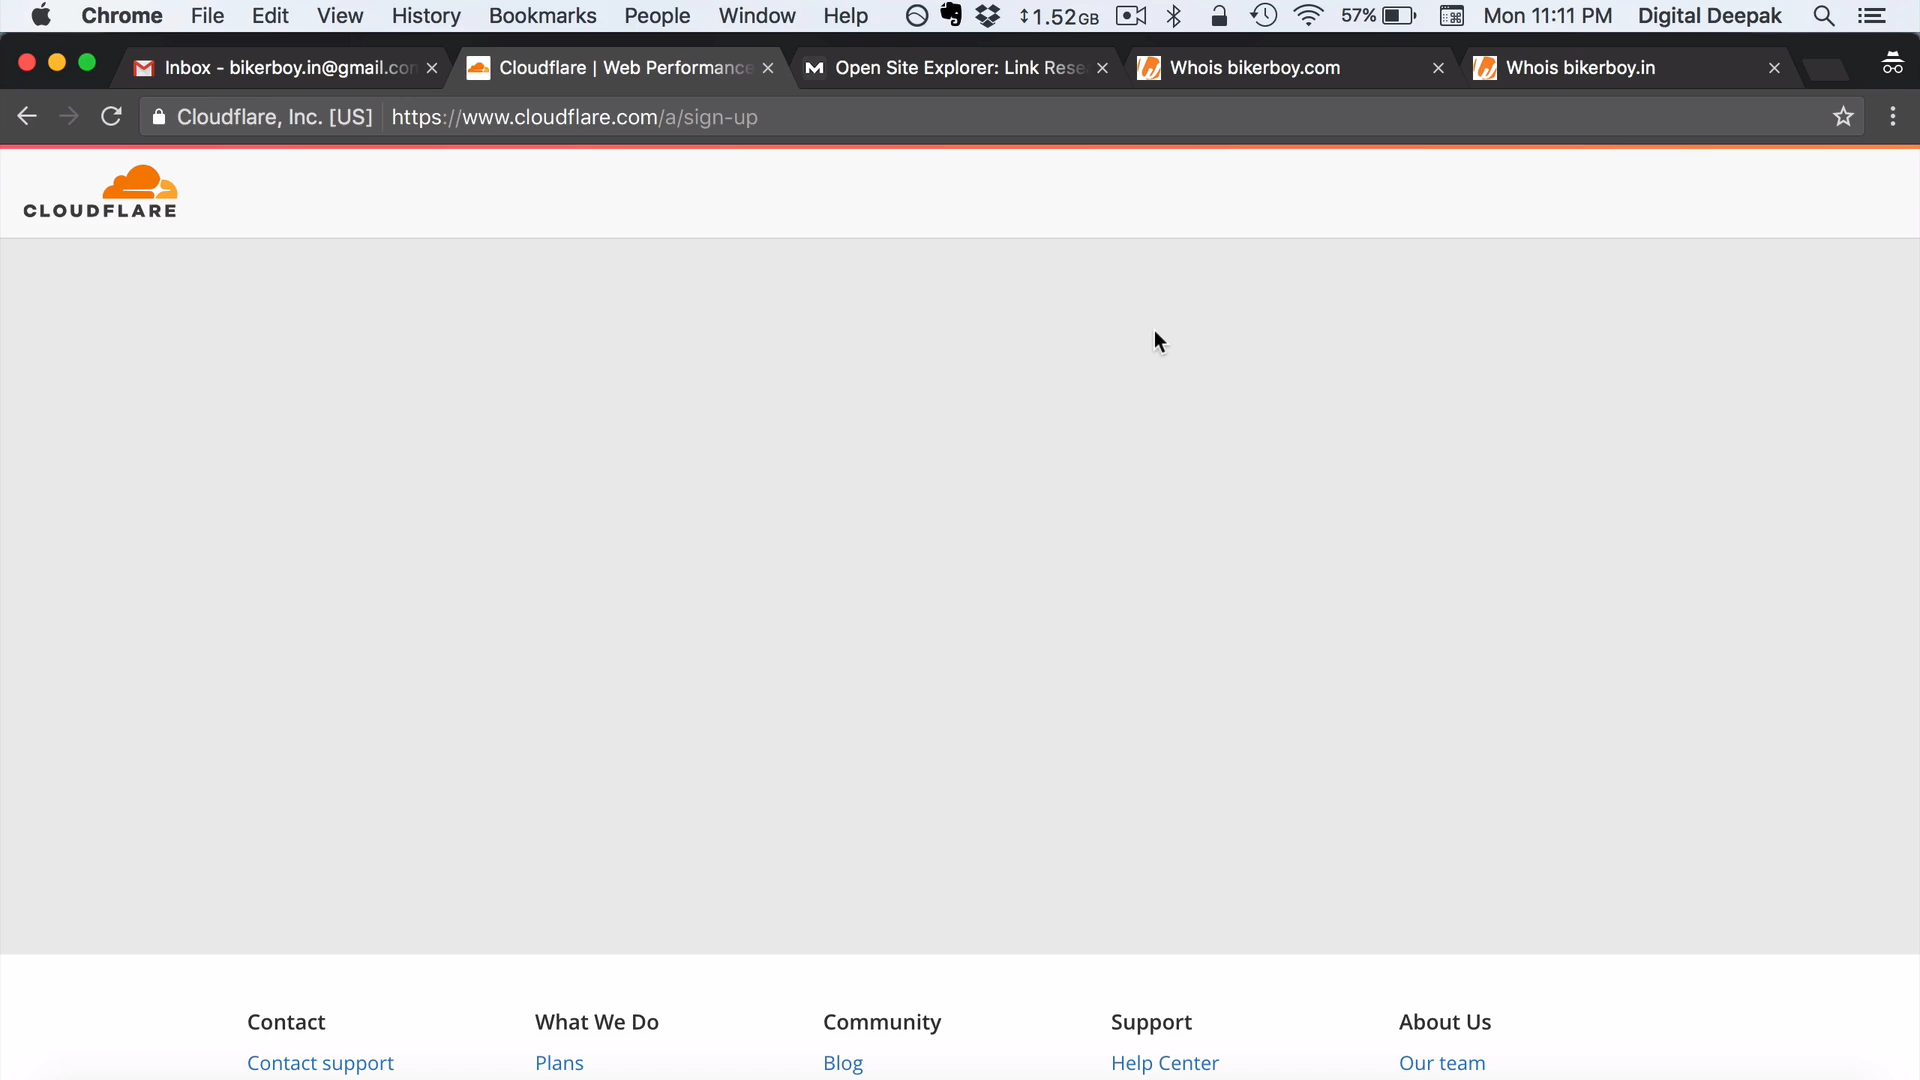 Chrome File Edit View History Bookmarks People Window Help 1.52GB 57% Mon 11:11 PM Digital Deepak
Inbox - bikerboy.in@gmail.con Cloudflare | Web Performance Open Site Explorer: Link Rese Whois bikerboy.com Whois bikerboy.in
Cloudflare, Inc. [US] https://www.cloudflare.com/a/sign-up
CLOUDFLARE
Contact What We Do Community Support About Us
Contact support Plans Blog Help Center Our team